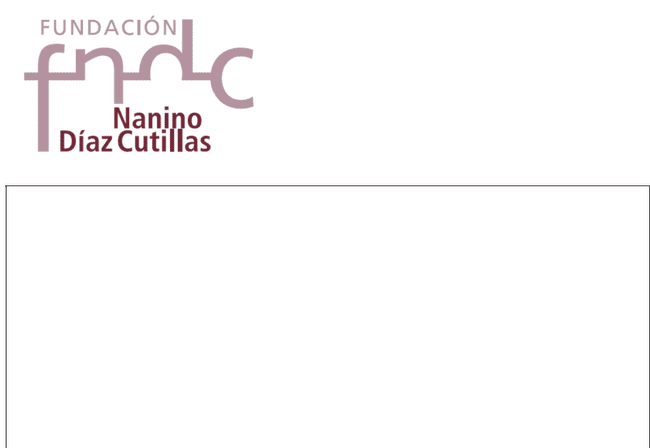 FUNDACIÓN
fndc
Nanino
Díaz Cutillas